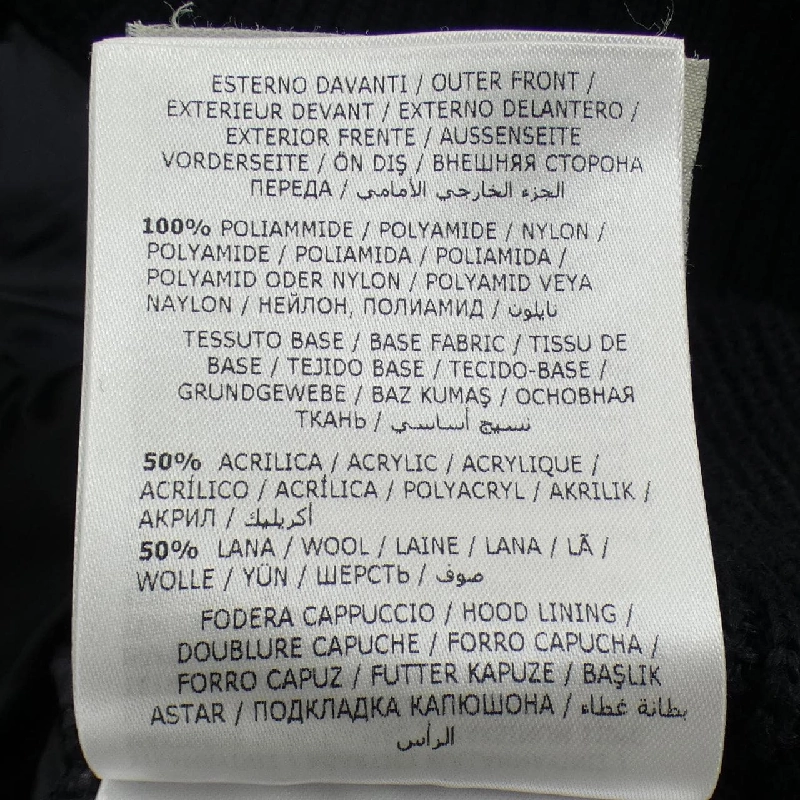 ESTERNO DAVANTI / OUTER FRONT /
EXTERIEUR DEVANT / EXTERNO DELANTERO /
EXTERIOR FRENTE / AUSSENSEITE
VORDERSEITE / ÖN DIŞ / ВНЕШНЯЯ СТОРОНА
ПЕРЕДА / الجزء الخارجي الأمامي
100% POLIAMMIDE / POLYAMIDE / NYLON /
POLYAMIDE / POLIAMIDA / POLIAMIDA /
POLYAMID ODER NYLON / POLYAMID VEYA
NAYLON / НЕЙЛОН, ПОЛИАМИД / نايلون
TESSUTO BASE / BASE FABRIC / TISSU DE
BASE / TEJIDO BASE / TECIDO-BASE /
GRUNDGEWEBE / BAZ KUMAŞ / ОСНОВНАЯ
ТКАНЬ / نسيج أساسي
50% ACRILICA / ACRYLIC / ACRYLIQUE /
ACRÍLICO / ACRÍLICA / POLYACRYL / AKRILIK /
АКРИЛ / أكريليك
50% LANA / WOOL / LAINE / LANA / LÃ /
WOLLE / YÜN / ШЕРСТЬ / صوف
FODERA CAPPUCCIO / HOOD LINING /
DOUBLURE CAPUCHE / FORRO CAPUCHA /
FORRO CAPUZ / FUTTER KAPUZE / BAŞLIK
ASTAR / ПОДКЛАДКА КАПЮШОНА / بطانة غطاء
الرأس